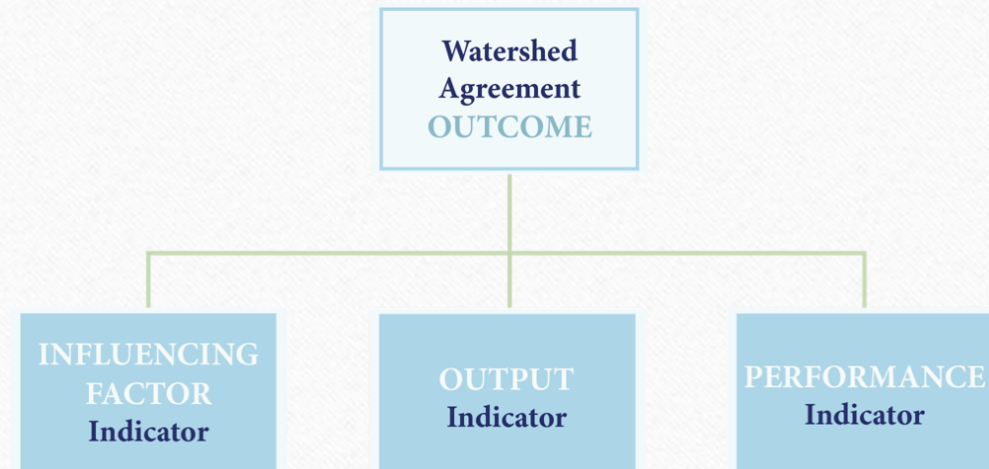 Watershed
Agreement
OUTCOME
INFLUENCING
FACTOR
Indicator
OUTPUT
Indicator
PERFORMANCE
Indicator